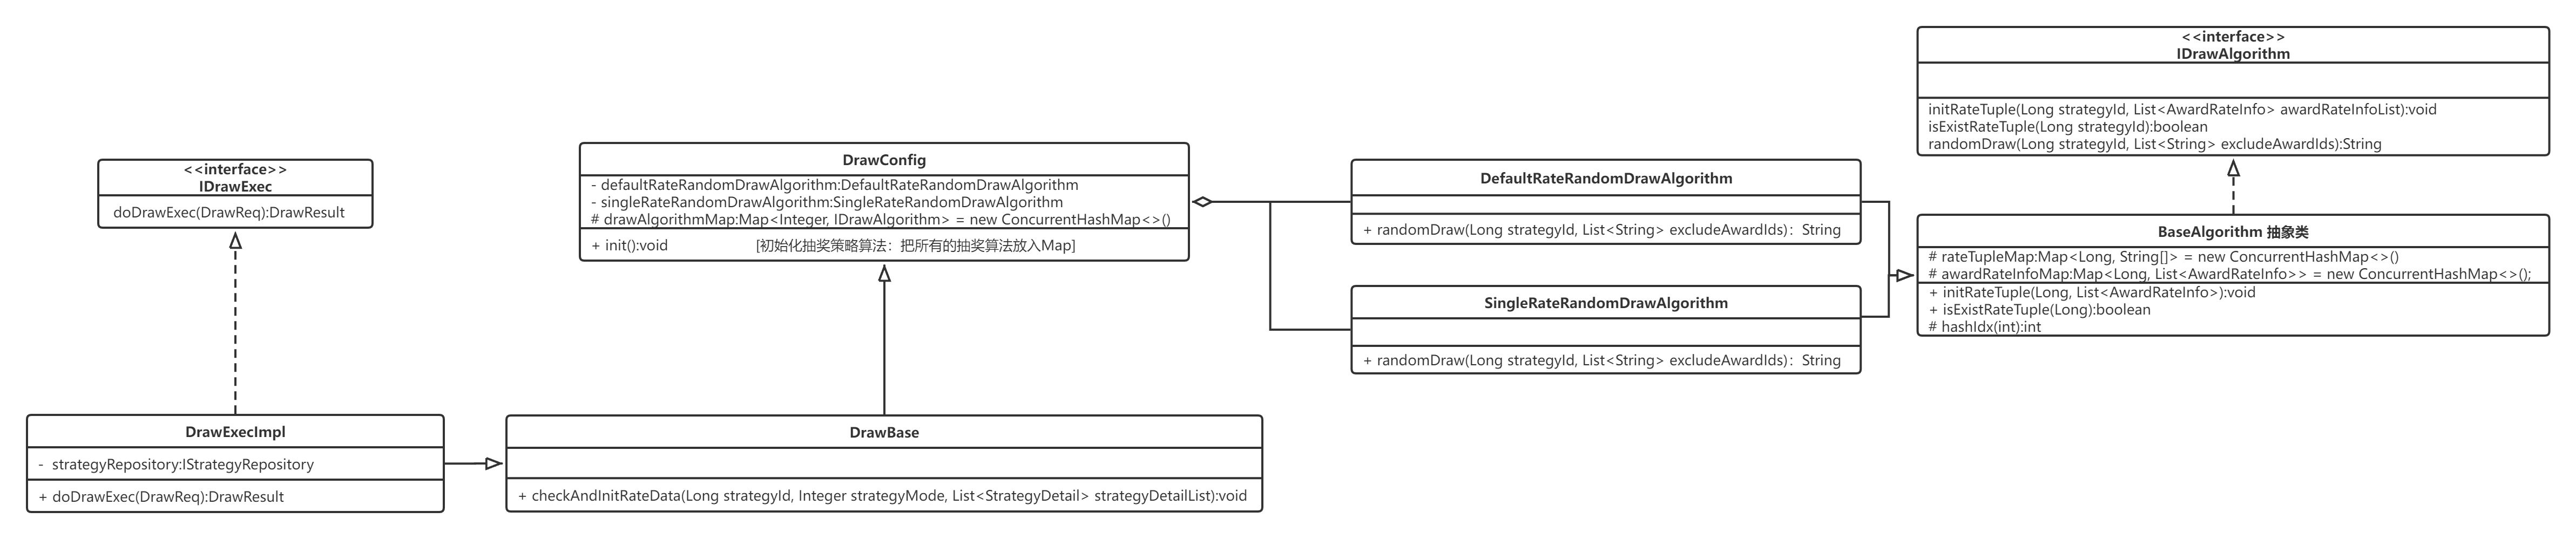 <<interface>>
IDrawExec
doDrawExec(DrawReq):DrawResult
DrawExecImpl
- strategyRepository:IStrategyRepository
+ doDrawExec(DrawReq):DrawResult
DrawConfig
- defaultRateRandomDrawAlgorithm:DefaultRateRandomDrawAlgorithm
- singleRateRandomDrawAlgorithm:SingleRateRandomDrawAlgorithm
# drawAlgorithmMap:Map<Integer, IDrawAlgorithm> = new ConcurrentHashMap<>()
+ init():void [初始化抽奖策略算法：把所有的抽奖算法放入Map]
DrawBase
+ checkAndInitRateData(Long strategyId, Integer strategyMode, List<StrategyDetail> strategyDetailList):void
DefaultRateRandomDrawAlgorithm
+ randomDraw(Long strategyId, List<String> excludeAwardIds)：String
SingleRateRandomDrawAlgorithm
+ randomDraw(Long strategyId, List<String> excludeAwardIds)：String
<<interface>>
IDrawAlgorithm
initRateTuple(Long strategyId, List<AwardRateInfo> awardRateInfoList):void
isExistRateTuple(Long strategyId):boolean
randomDraw(Long strategyId, List<String> excludeAwardIds):String
BaseAlgorithm 抽象类
# rateTupleMap:Map<Long, String[]> = new ConcurrentHashMap<>()
# awardRateInfoMap:Map<Long, List<AwardRateInfo>> = new ConcurrentHashMap<>();
+ initRateTuple(Long, List<AwardRateInfo>):void
+ isExistRateTuple(Long):boolean
# hashIdx(int):int